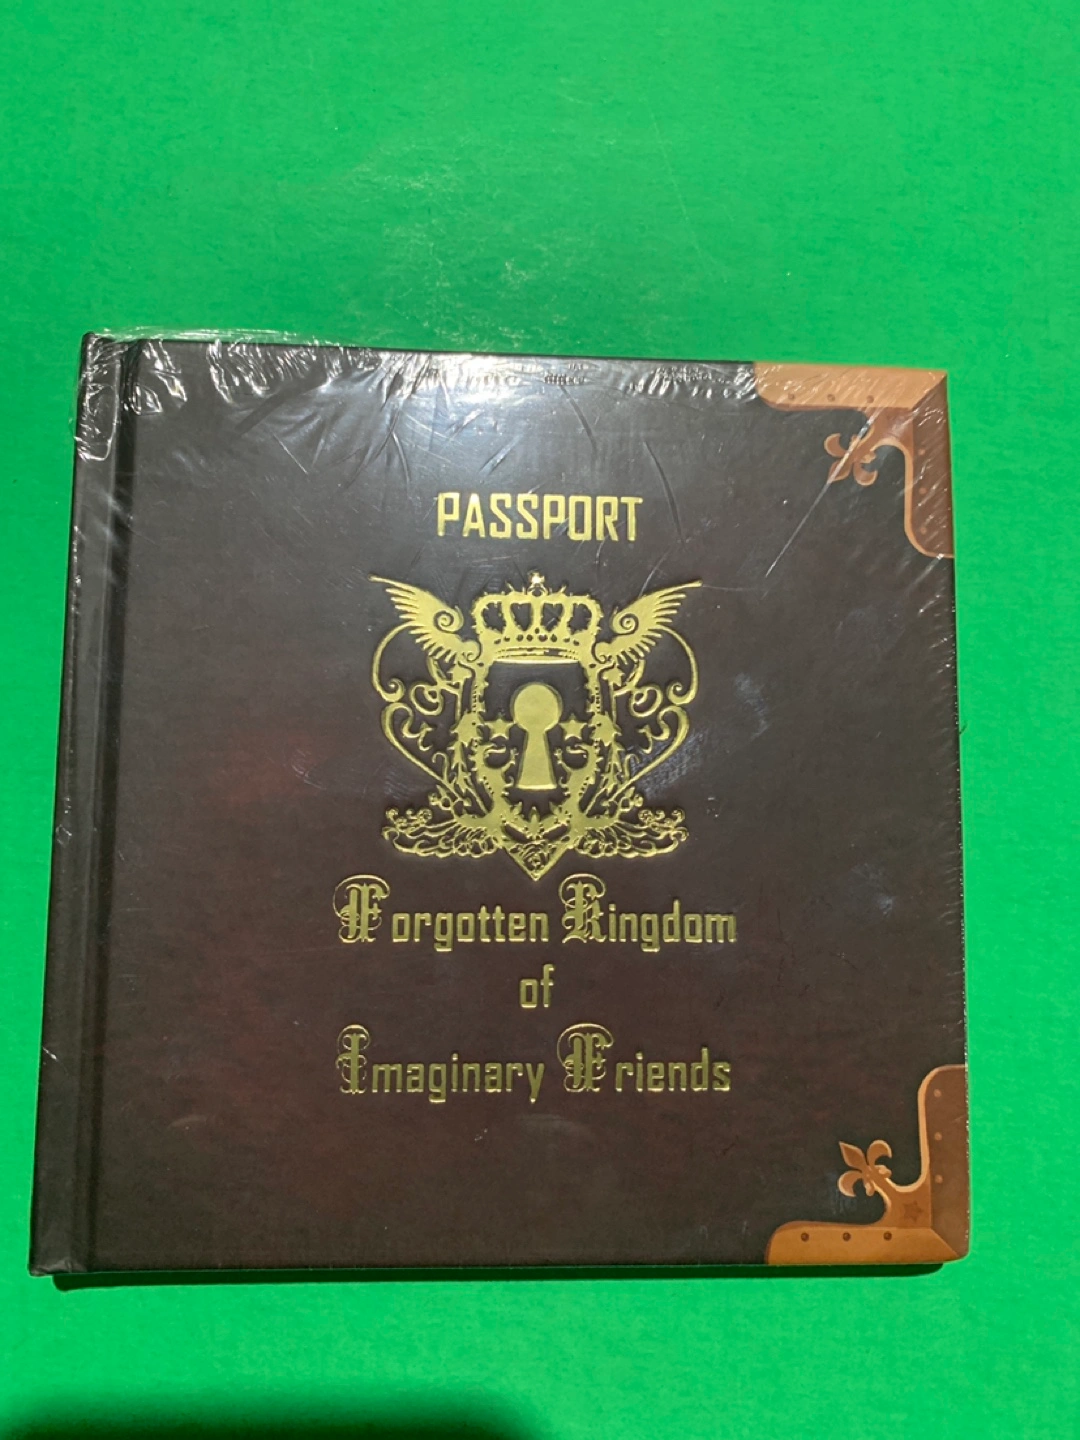 PASSPORT
Forgotten Kingdom
of
Imaginary Friends